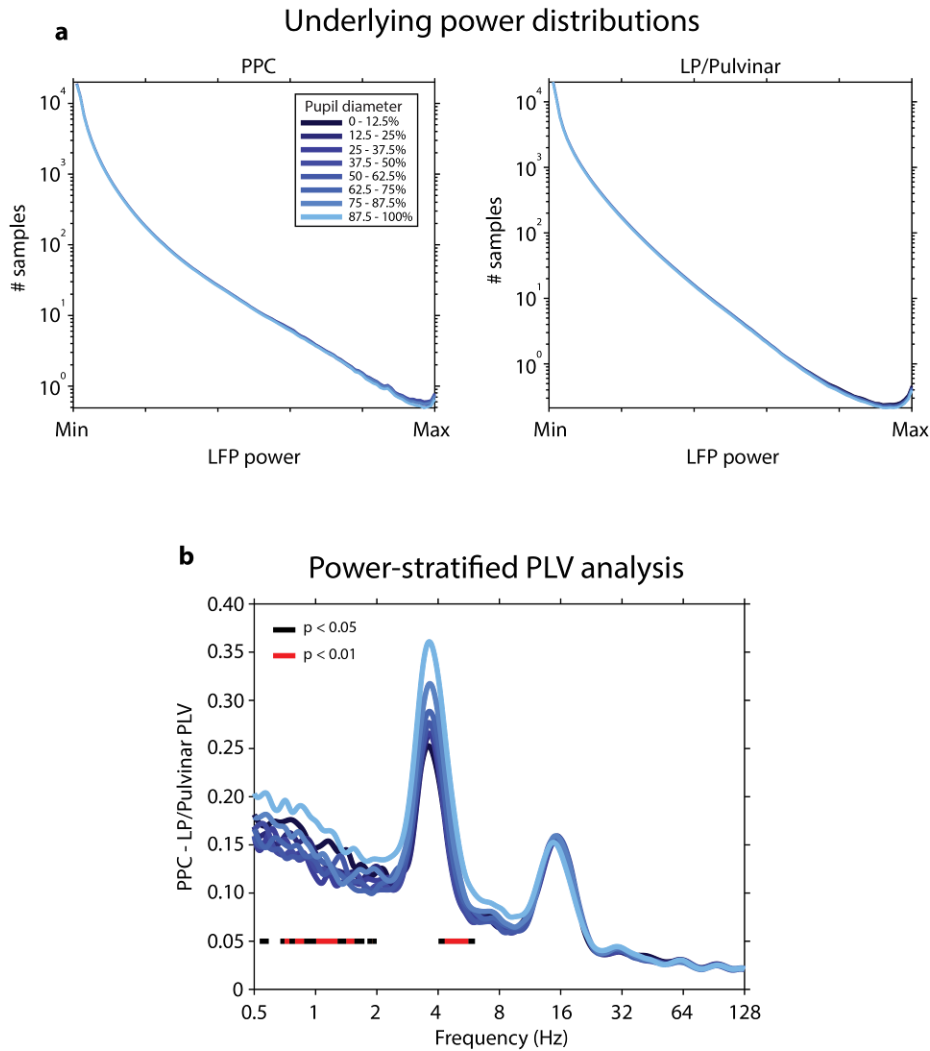 Underlying power distributions
a
PPC
LP/Pulvinar
10^4
10^3
10^2
10^1
10^0
# samples
Pupil diameter
0 - 12.5%
12.5 - 25%
25 - 37.5%
37.5 - 50%
50 - 62.5%
62.5 - 75%
75 - 87.5%
87.5 - 100%
Min
Max
LFP power
10^4
10^3
10^2
10^1
10^0
# samples
Min
Max
LFP power
b
Power-stratified PLV analysis
p < 0.05
p < 0.01
0.40
0.35
0.30
0.25
0.20
0.15
0.10
0.05
0
PPC - LP/Pulvinar PLV
0.5 1 2 4 8 16 32 64 128
Frequency (Hz)